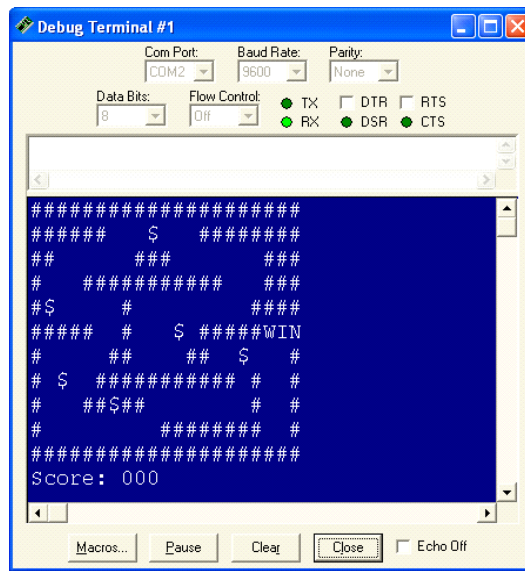 Debug Terminal #1
Com Port: Baud Rate: Parity:
COM2 9600 None
Data Bits: Flow Control: TX DTR RTS
8 Off RX DSR CTS
#####################
######   $   ########
##      ###       ###
#   ###########   ###
#$     #         ####
#####  #   $ #####WIN
#     ##    ##  $   #
# $  ########### #  #
#   ##$##        #  #
#         ########  #
#####################
Score: 000
Macros... Pause Clear Close Echo Off